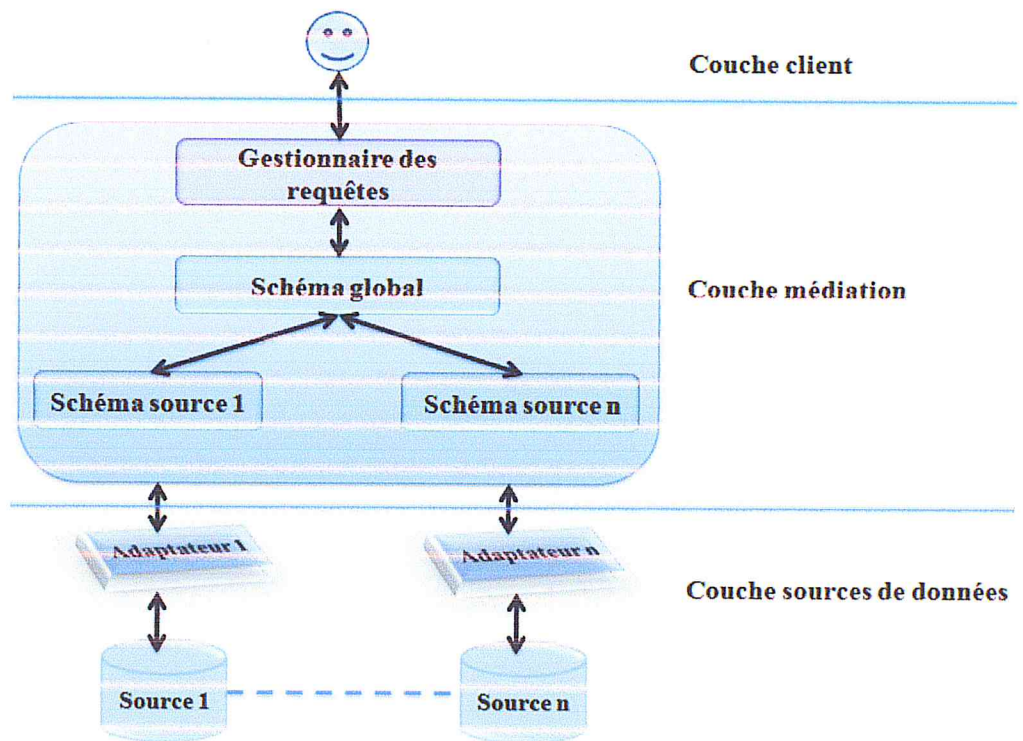 Couche client
Gestionnaire des
requêtes
Schéma global
Couche médiation
Schéma source 1
Schéma source n
Adaptateur 1
Adaptateur n
Couche sources de données
Source 1
Source n